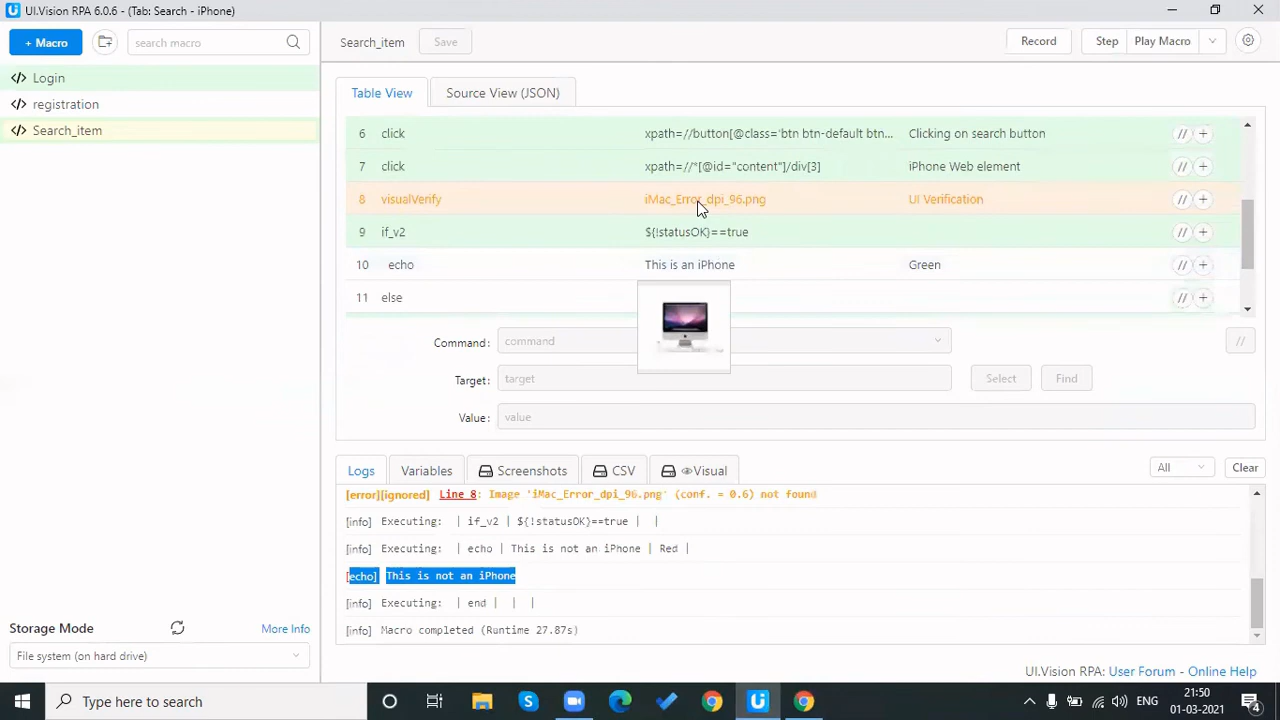 UI.Vision RPA 6.0.6 - (Tab: Search - iPhone)
+ Macro
search macro
Login
registration
Search_item
Search_item
Save
Record
Step
Play Macro
Table View
Source View (JSON)
6 click xpath=//button[@class='btn btn-default btn... Clicking on search button // +
7 click xpath=//*[@id="content"]/div[3] iPhone Web element // +
8 visualVerify iMac_Error_dpi_96.png UI Verification // +
9 if_v2 ${!statusOK}==true // +
10 echo This is an iPhone Green // +
11 else // +
Command: command //
Target: target Select Find
Value: value
Logs Variables Screenshots CSV Visual All Clear
[error][ignored] Line 8: Image 'iMac_Error_dpi_96.png' (conf. = 0.6) not found
[info] Executing: | if_v2 | ${!statusOK}==true | |
[info] Executing: | echo | This is not an iPhone | Red |
[echo] This is not an iPhone
[info] Executing: | end | | |
[info] Macro completed (Runtime 27.87s)
Storage Mode
More Info
File system (on hard drive)
UI.Vision RPA: User Forum - Online Help
Type here to search
ENG
21:50
01-03-2021
4